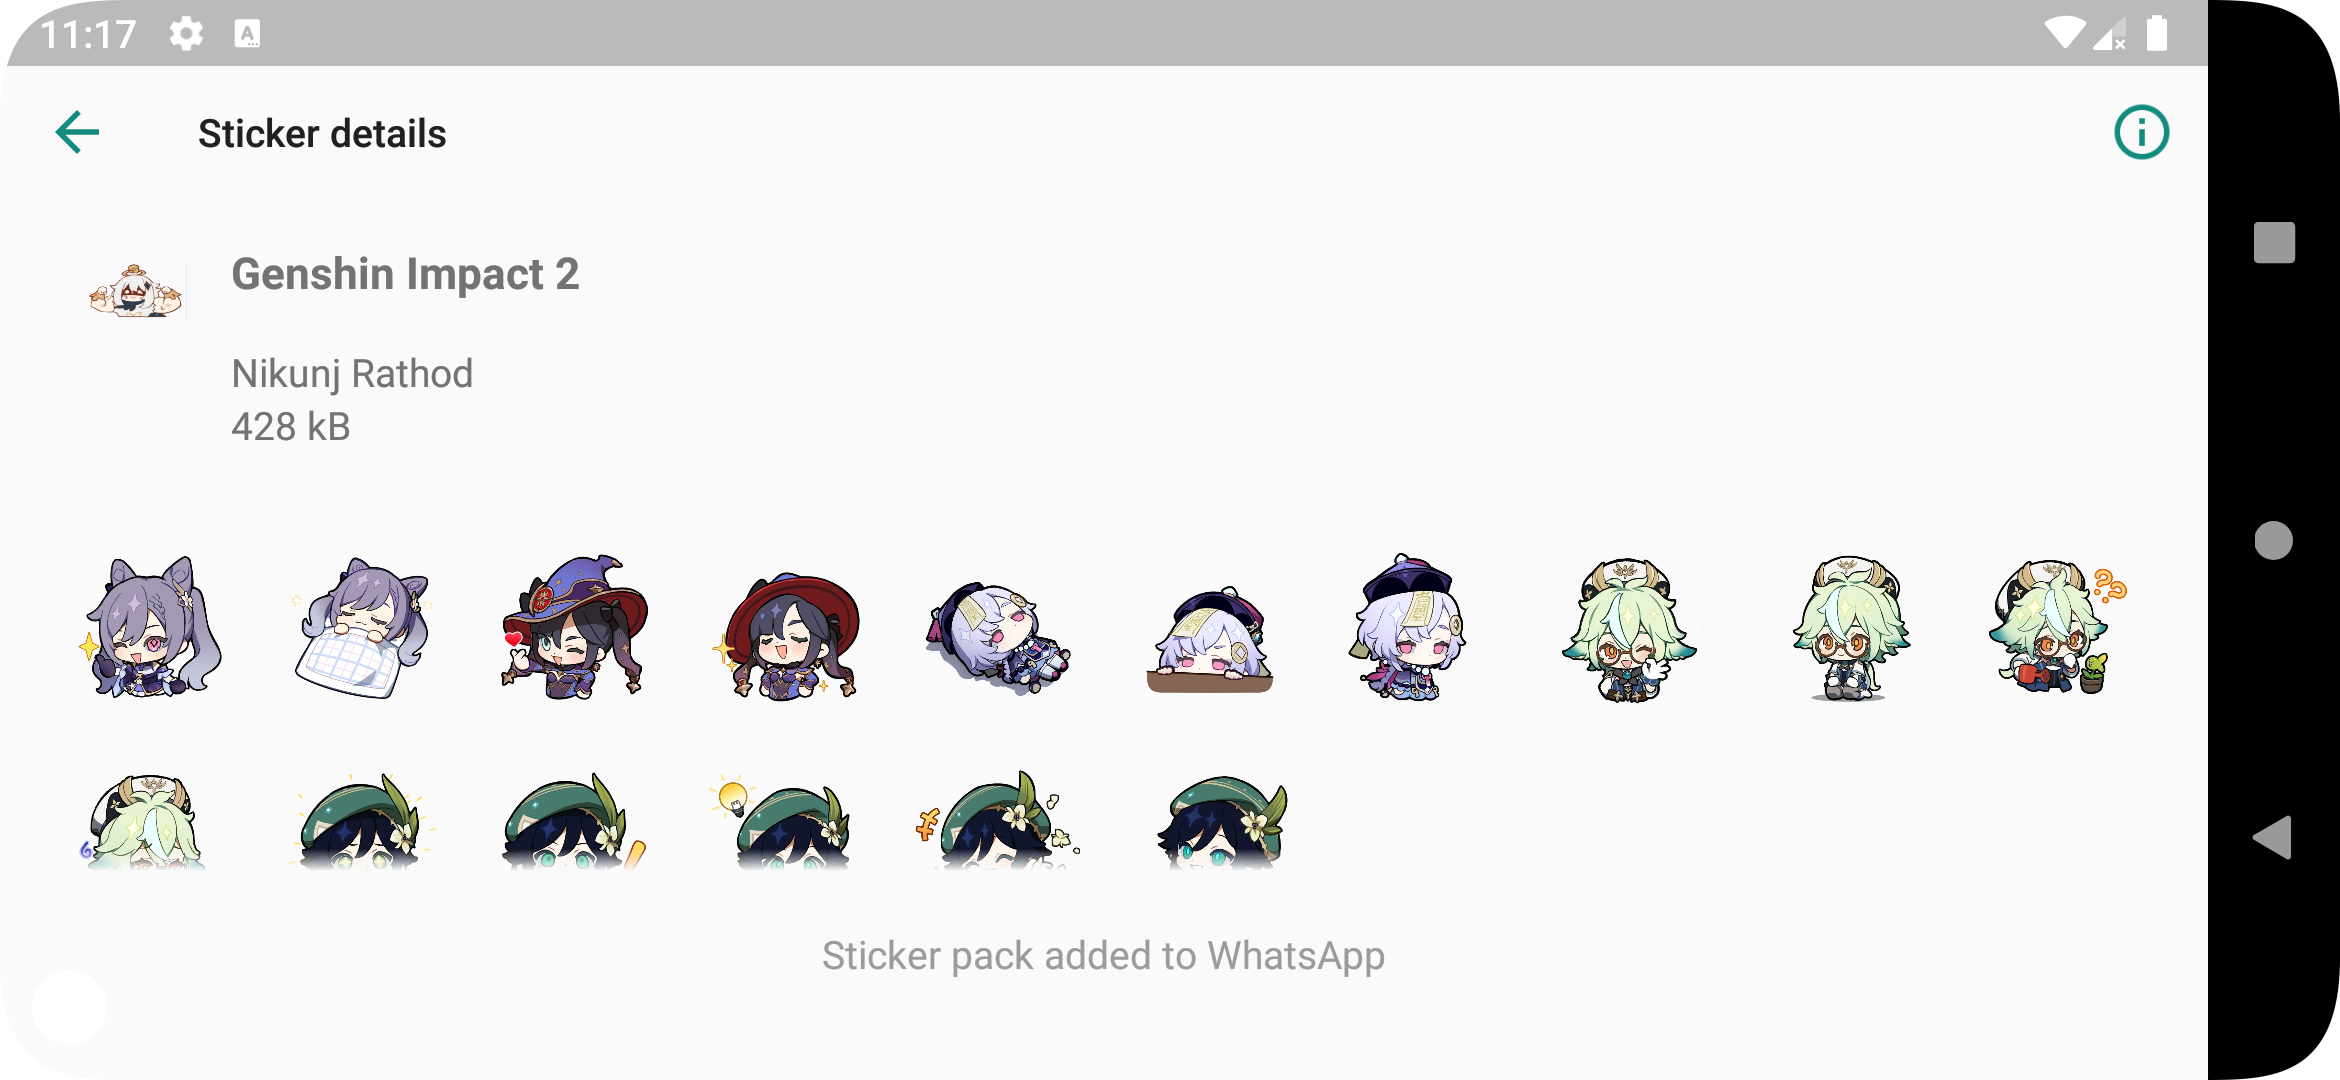 11:17
Sticker details
Genshin Impact 2
Nikunj Rathod
428 kB
Sticker pack added to WhatsApp